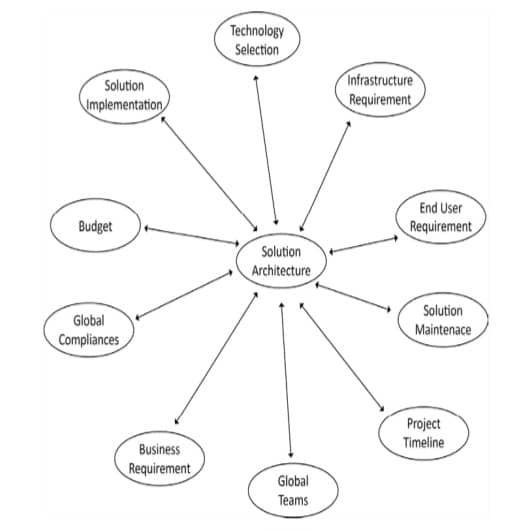 Technology
Selection
Solution
Implementation
Infrastructure
Requirement
Budget
End User
Requirement
Solution
Architecture
Global
Compliances
Solution
Maintenace
Business
Requirement
Global
Teams
Project
Timeline